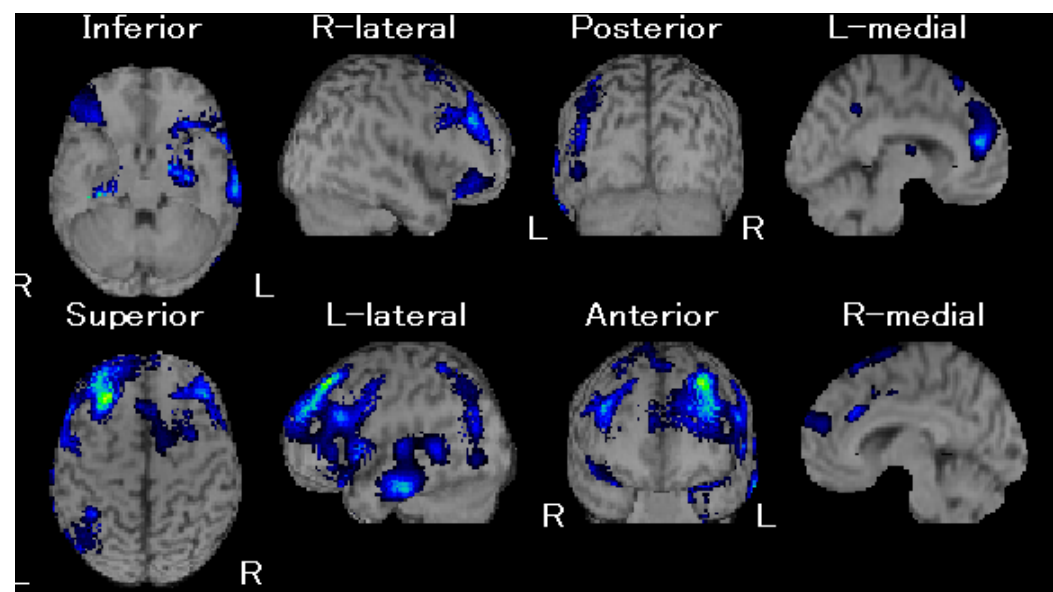 Inferior R-lateral Posterior L-medial
L R
R L
Superior L-lateral Anterior R-medial
R L
L R